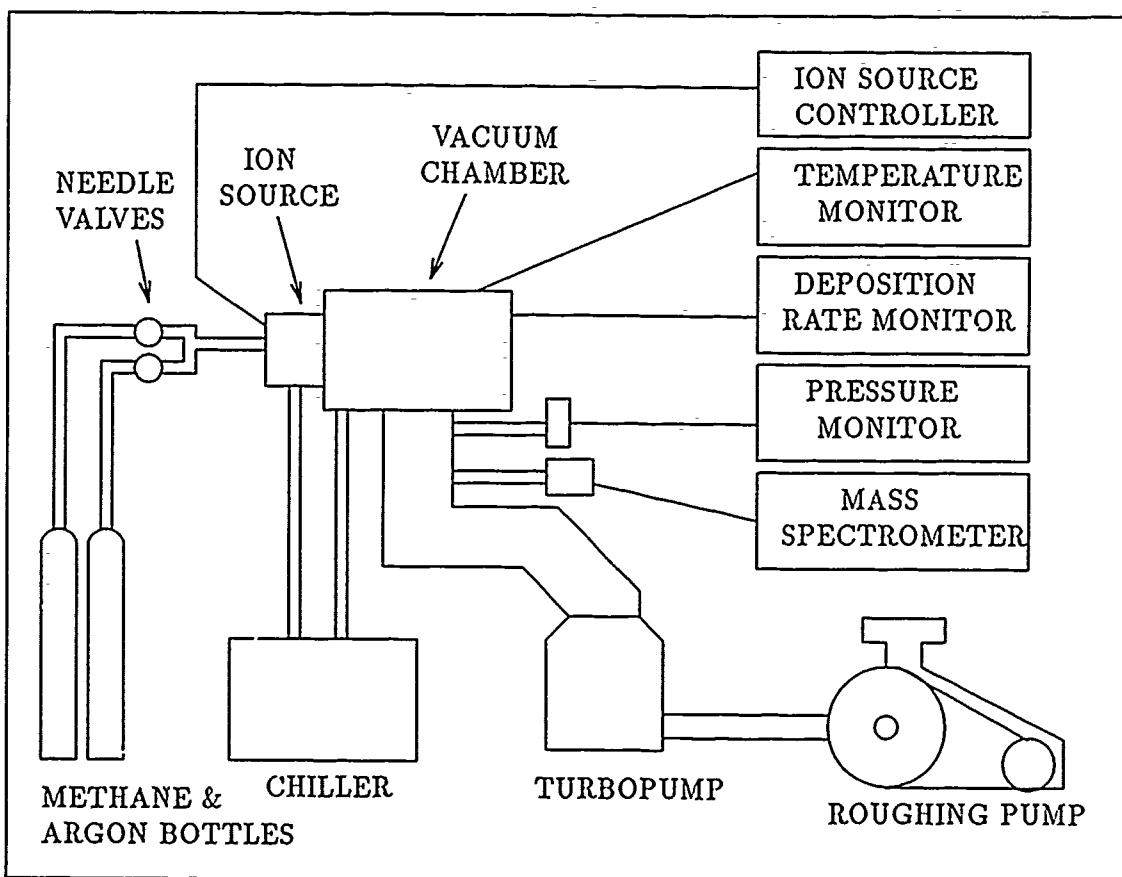 ION SOURCE
CONTROLLER
VACUUM
CHAMBER
ION
SOURCE
NEEDLE
VALVES
TEMPERATURE
MONITOR
DEPOSITION
RATE MONITOR
PRESSURE
MONITOR
MASS
SPECTROMETER
CHILLER
TURBOPUMP
METHANE &
ARGON BOTTLES
ROUGHING PUMP